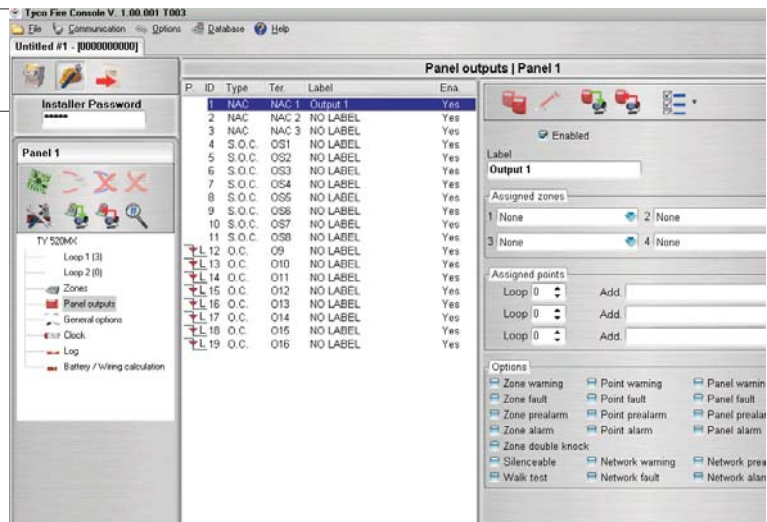 Tyco Fire Console V. 1.00.001 T003
File Communication Options Database Help
Untitled #1 - [0000000000]
Installer Password
*****
Panel 1
TY 520MX
Loop 1 (3)
Loop 2 (0)
Zones
Panel outputs
General options
Clock
Log
Battery / Wiring calculation
Panel outputs | Panel 1
P. ID Type Ter. Label Ena.
1 NAC NAC 1 Output 1 Yes
2 NAC NAC 2 NO LABEL Yes
3 NAC NAC 3 NO LABEL Yes
4 S.O.C. OS1 NO LABEL Yes
5 S.O.C. OS2 NO LABEL Yes
6 S.O.C. OS3 NO LABEL Yes
7 S.O.C. OS4 NO LABEL Yes
8 S.O.C. OS5 NO LABEL Yes
9 S.O.C. OS6 NO LABEL Yes
10 S.O.C. OS7 NO LABEL Yes
11 S.O.C. OS8 NO LABEL Yes
L 12 O.C. O9 NO LABEL Yes
L 13 O.C. O10 NO LABEL Yes
L 14 O.C. O11 NO LABEL Yes
L 15 O.C. O12 NO LABEL Yes
L 16 O.C. O13 NO LABEL Yes
L 17 O.C. O14 NO LABEL Yes
L 18 O.C. O15 NO LABEL Yes
L 19 O.C. O16 NO LABEL Yes
Enabled
Label
Output 1
Assigned zones
1 None 2 None
3 None 4 None
Assigned points
Loop 0 Add.
Loop 0 Add.
Loop 0 Add.
Options
Zone warning Point warning Panel warnin
Zone fault Point fault Panel fault
Zone prealarm Point prealarm Panel prealar
Zone alarm Point alarm Panel alarm
Zone double knock
Silenceable Network warning Network prea
Walk test Network fault Network alarn